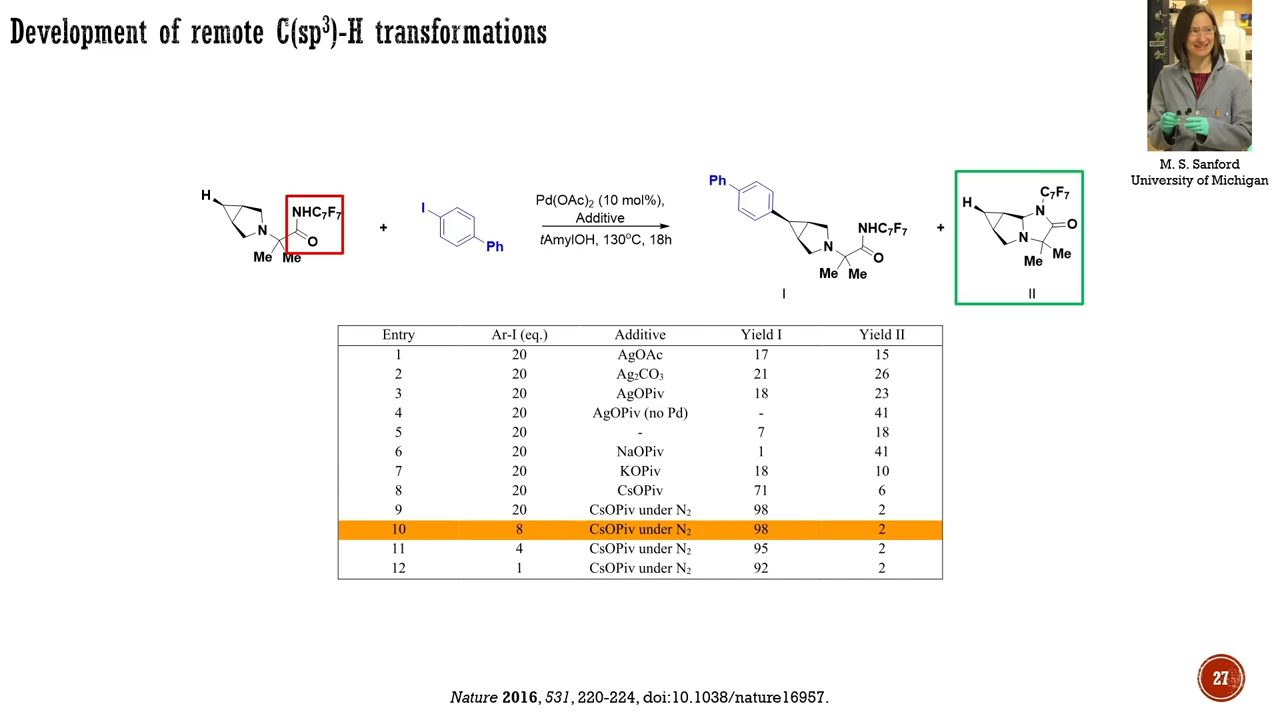 Development of remote C(sp³)-H transformations
M. S. Sanford
University of Michigan
H
NHC₇F₇
N
O
Me Me
+
I
Ph
Pd(OAc)₂ (10 mol%),
Additive
tAmylOH, 130°C, 18h
Ph
NHC₇F₇
N
O
Me Me
I
+
H
C₇F₇
N
O
N
Me
Me
II
Entry Ar-I (eq.) Additive Yield I Yield II
1 20 AgOAc 17 15
2 20 Ag₂CO₃ 21 26
3 20 AgOPiv 18 23
4 20 AgOPiv (no Pd) - 41
5 20 - 7 18
6 20 NaOPiv 1 41
7 20 KOPiv 18 10
8 20 CsOPiv 71 6
9 20 CsOPiv under N₂ 98 2
10 8 CsOPiv under N₂ 98 2
11 4 CsOPiv under N₂ 95 2
12 1 CsOPiv under N₂ 92 2
Nature 2016, 531, 220-224, doi:10.1038/nature16957.
27